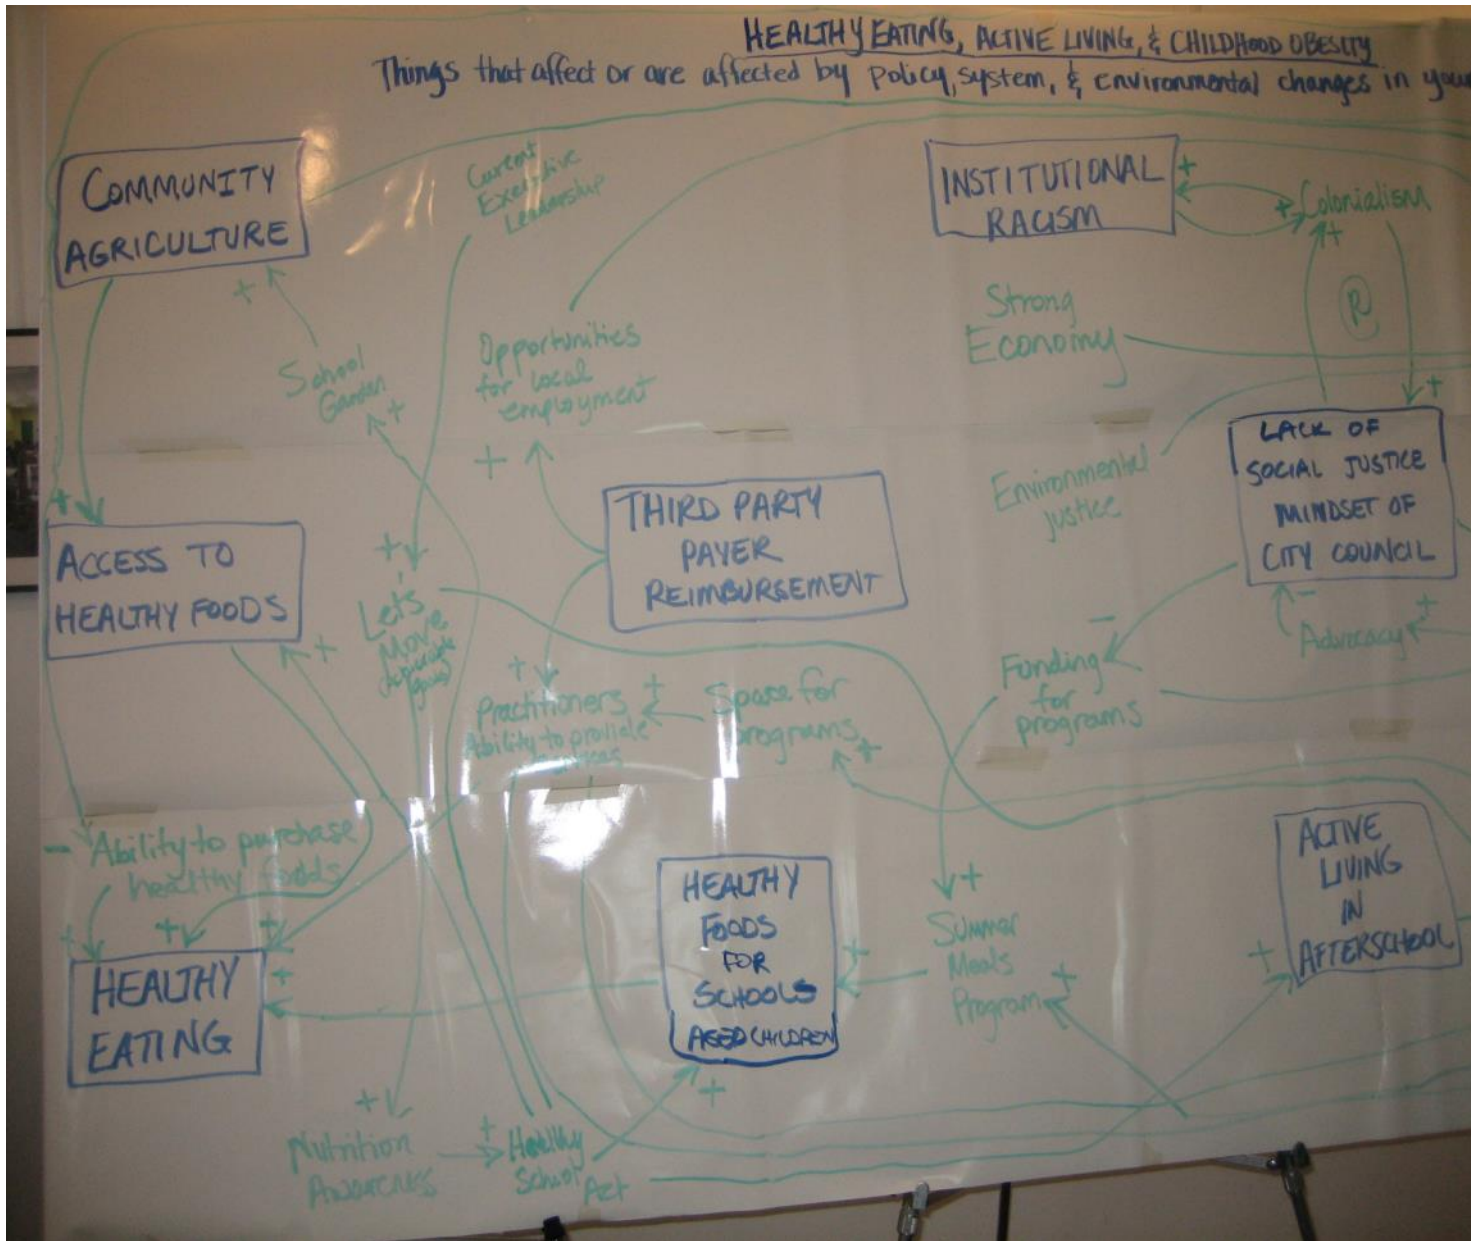 HEALTHY EATING, ACTIVE LIVING, & CHILDHOOD OBESITY
Things that affect or are affected by policy, system, & environmental changes in your
COMMUNITY
AGRICULTURE
Current
Executive
Leadership
INSTITUTIONAL
RACISM
+
+ Colonialism
+
R
Strong
Economy
+
School
Garden
+
Opportunities
for local
employment
+
+
LACK OF
SOCIAL JUSTICE
MINDSET OF
CITY COUNCIL
Environmental
justice
THIRD PARTY
PAYER
REIMBURSEMENT
+
ACCESS TO
HEALTHY FOODS
+
+
Let's
Move
-
-
+
Advocacy
Funding
for
programs
+
Practitioners
Ability to provide
+
Space for
programs
+
- Ability to purchase
healthy foods
+
+
+
+
HEALTHY
EATING
HEALTHY
FOODS
FOR
SCHOOLS
AGED CHILDREN
+
+
+
Summer
Meals
Program
+
ACTIVE
LIVING
IN
AFTERSCHOOL
+
+
Nutrition
Awareness
+
Healthy
School
Act